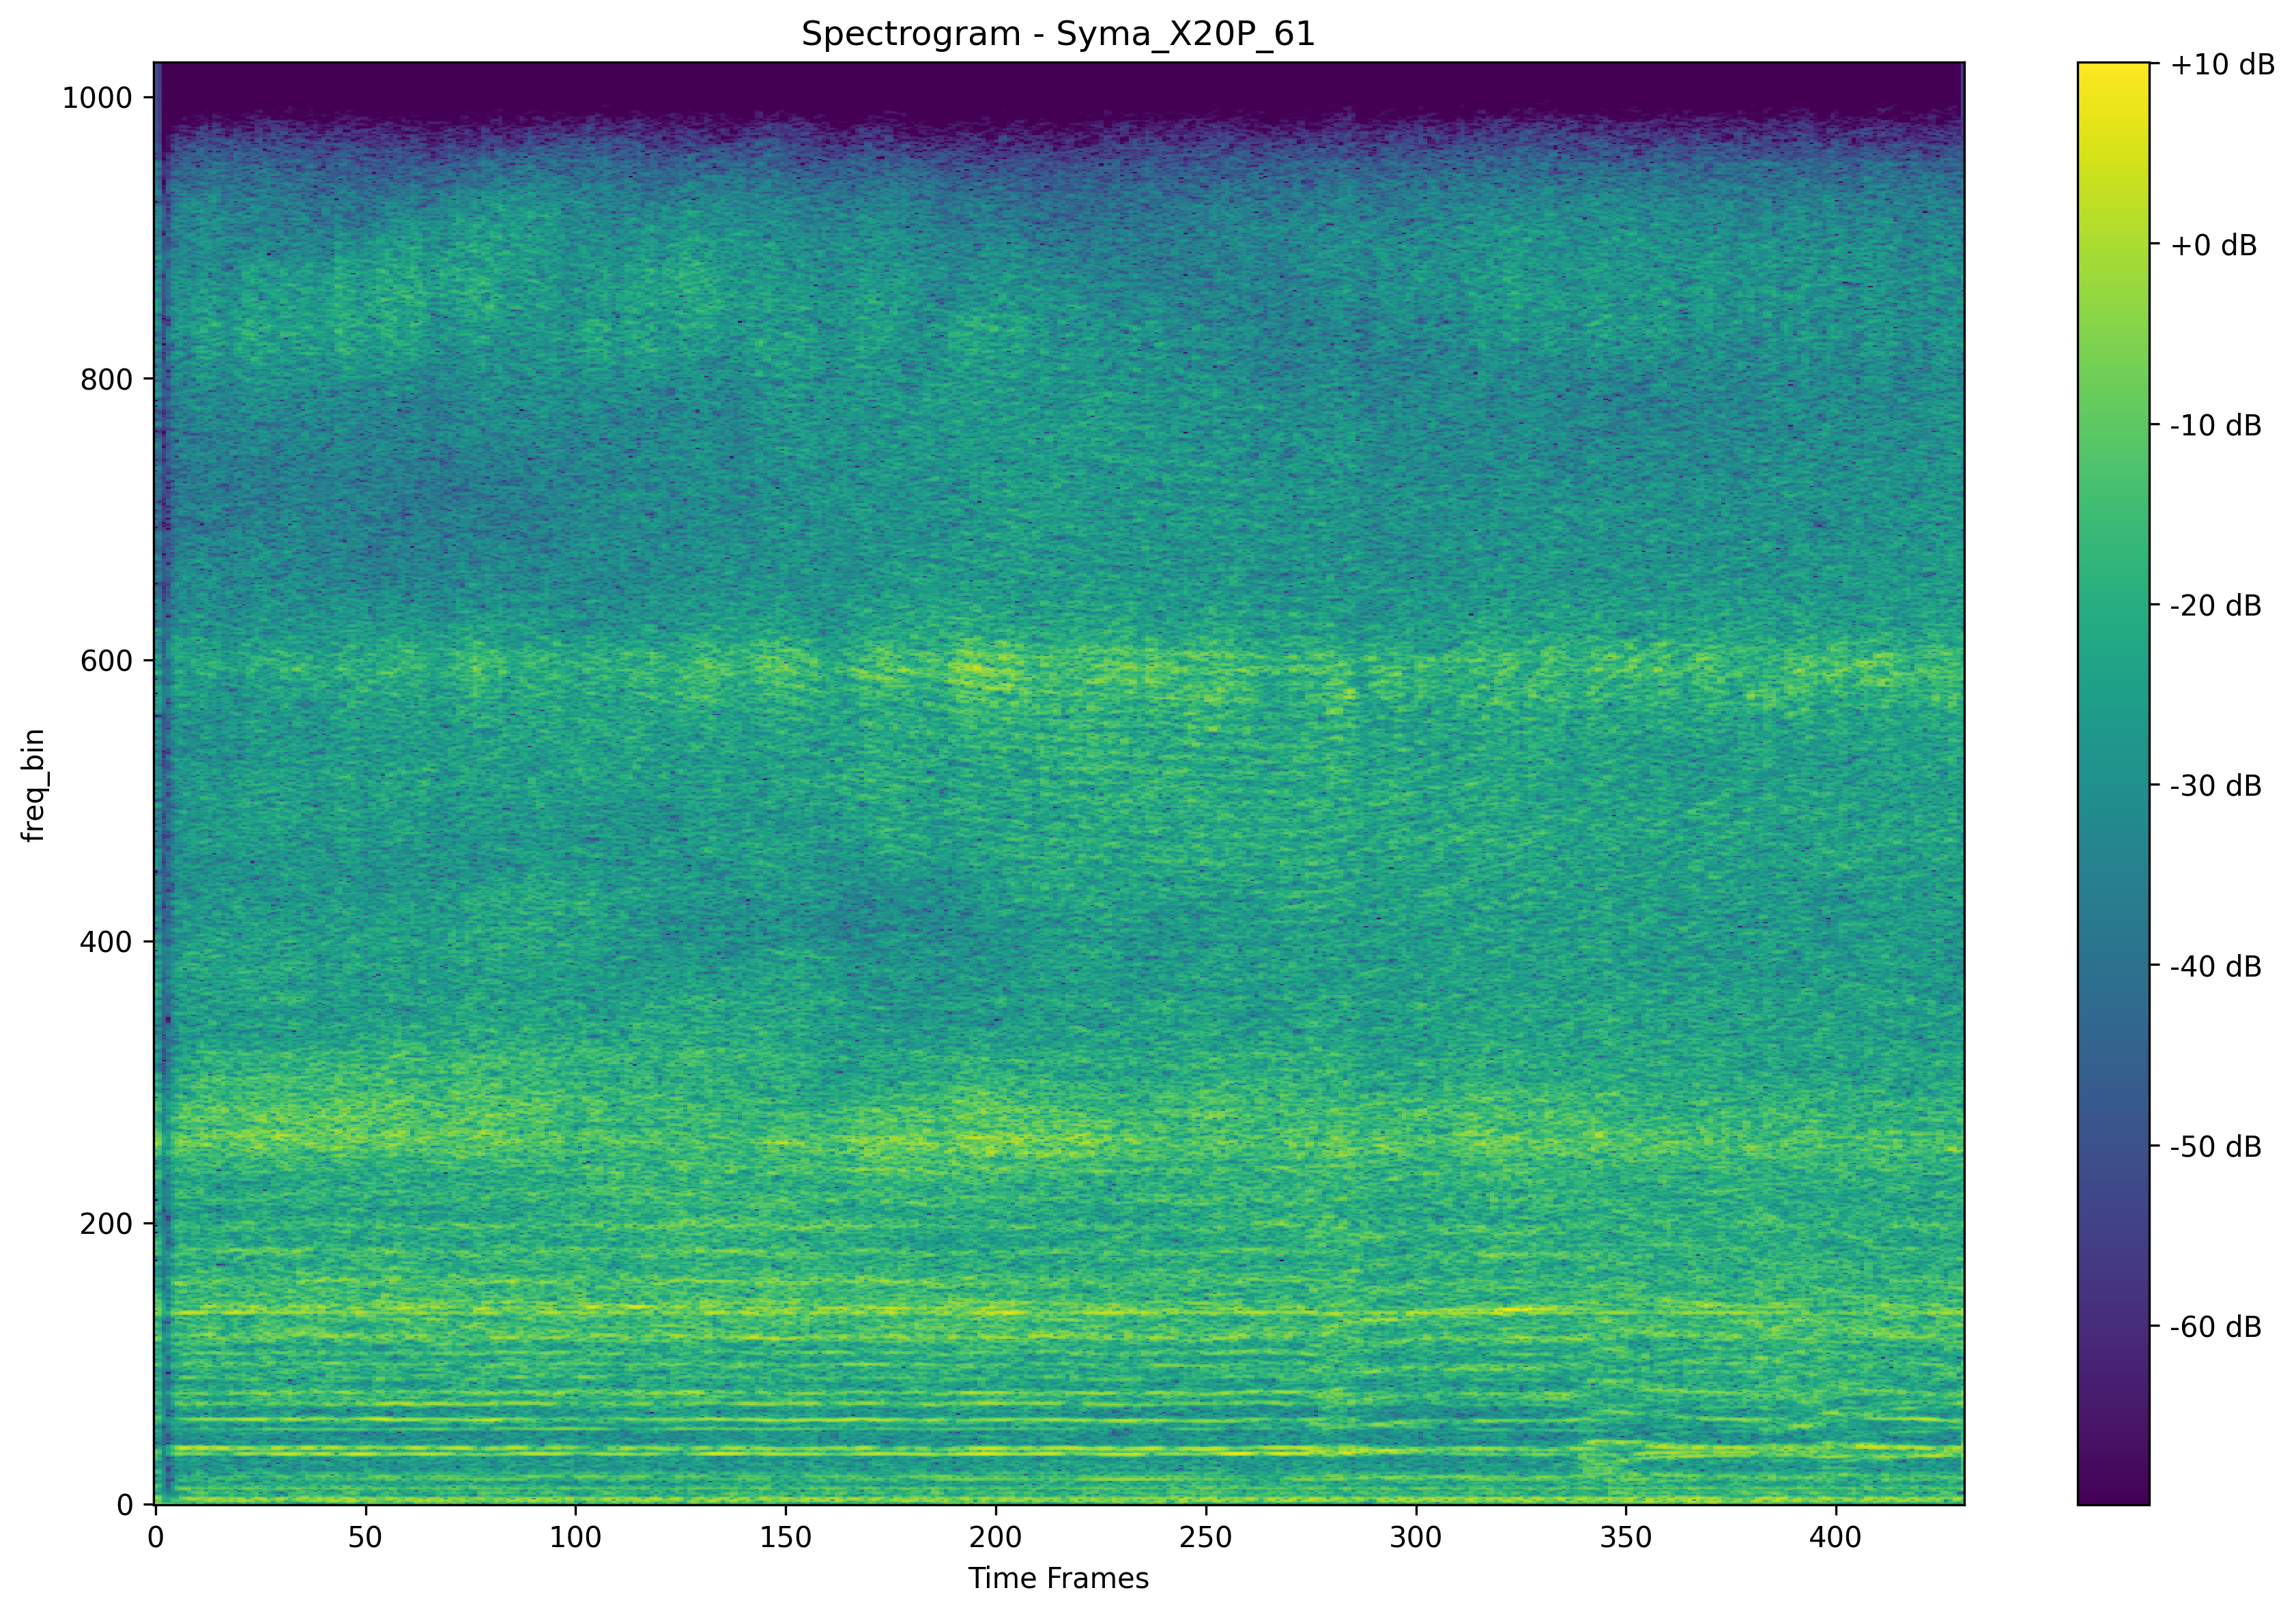 Spectrogram - Syma_X20P_61
freq_bin
1000
800
600
400
200
0
0 50 100 150 200 250 300 350 400
Time Frames
+10 dB
+0 dB
-10 dB
-20 dB
-30 dB
-40 dB
-50 dB
-60 dB